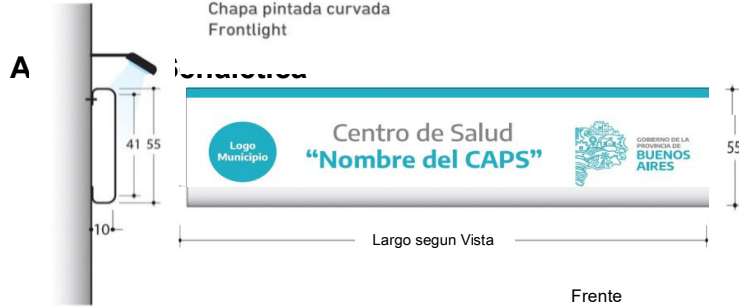 Chapa pintada curvada
Frontlight
A
41 55
10
Logo
Municipio
Centro de Salud
“Nombre del CAPS”
GOBIERNO DE LA
PROVINCIA DE
BUENOS
AIRES
55
Largo segun Vista
Frente